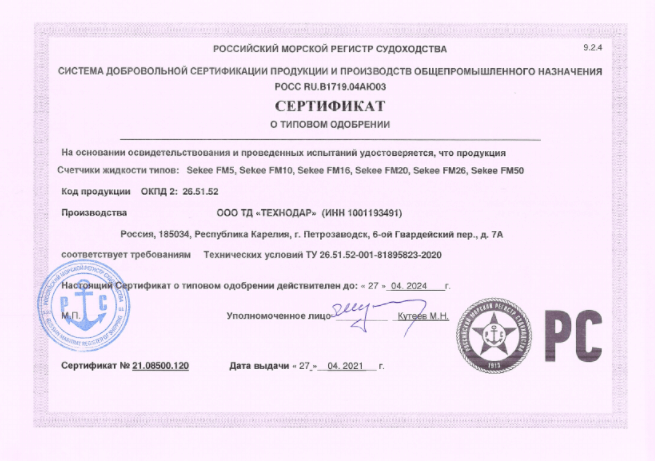 РОССИЙСКИЙ МОРСКОЙ РЕГИСТР СУДОХОДСТВА
9.2.4
СИСТЕМА ДОБРОВОЛЬНОЙ СЕРТИФИКАЦИИ ПРОДУКЦИИ И ПРОИЗВОДСТВ ОБЩЕПРОМЫШЛЕННОГО НАЗНАЧЕНИЯ
РОСС RU.В1719.04АЮ03
СЕРТИФИКАТ
О ТИПОВОМ ОДОБРЕНИИ
На основании освидетельствования и проведенных испытаний удостоверяется, что продукция
Счетчики жидкости типов: Sekee FM5, Sekee FM10, Sekee FM16, Sekee FM20, Sekee FM26, Sekee FM50
Код продукции ОКПД 2: 26.51.52
Производства ООО ТД «ТЕХНОДАР» (ИНН 1001193491)
Россия, 185034, Республика Карелия, г. Петрозаводск, 6-ой Гвардейский пер., д. 7А
соответствует требованиям Технических условий ТУ 26.51.52-001-81895823-2020
Настоящий Сертификат о типовом одобрении действителен до: « 27 » 04. 2024 г.
М.П. Уполномоченное лицо Кутеев М.Н.
Р С
РОССИЙСКИЙ МОРСКОЙ РЕГИСТР СУДОХОДСТВА
1913
РС
Сертификат № 21.08500.120 Дата выдачи « 27 » 04. 2021 г.